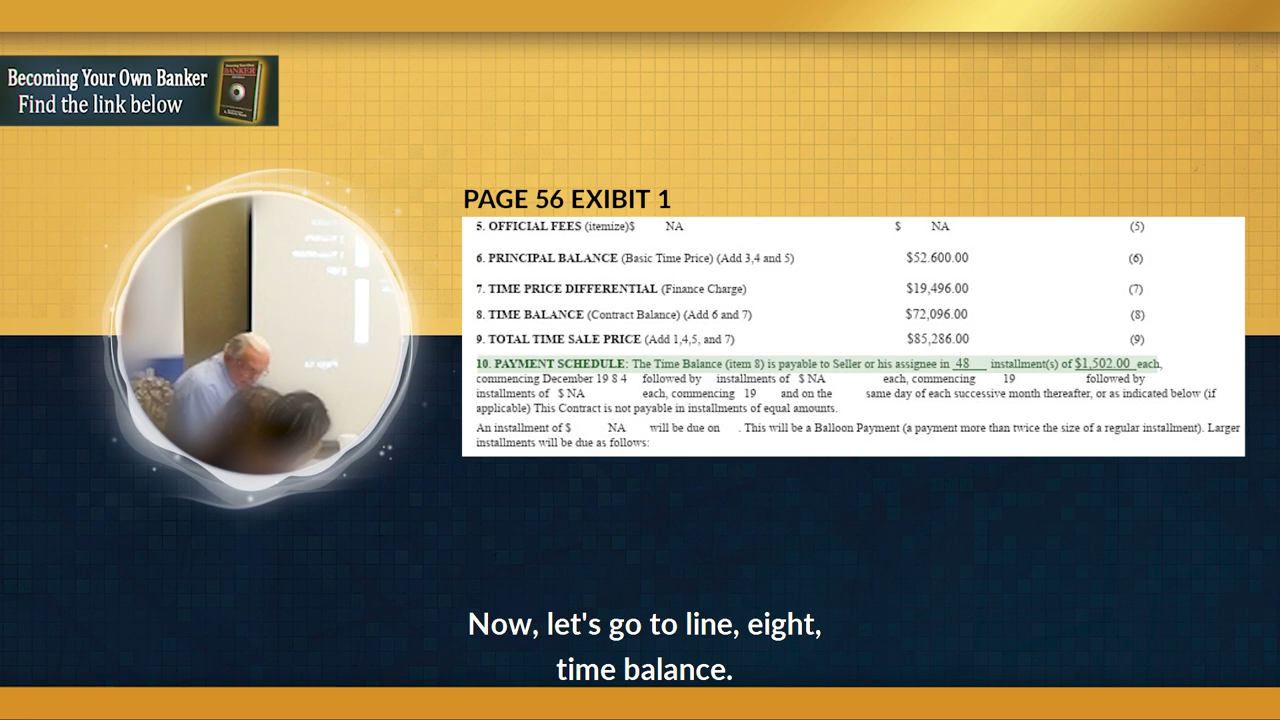 Becoming Your Own Banker
Find the link below
PAGE 56 EXIBIT 1
5. OFFICIAL FEES (itemize)$ NA $ NA (5)
6. PRINCIPAL BALANCE (Basic Time Price) (Add 3,4 and 5) $52.600.00 (6)
7. TIME PRICE DIFFERENTIAL (Finance Charge) $19,496.00 (7)
8. TIME BALANCE (Contract Balance) (Add 6 and 7) $72,096.00 (8)
9. TOTAL TIME SALE PRICE (Add 1,4,5, and 7) $85,286.00 (9)
10. PAYMENT SCHEDULE: The Time Balance (item 8) is payable to Seller or his assignee in 48 installment(s) of $1,502.00 each,
commencing December 19 8 4 followed by installments of $ NA each, commencing 19 followed by
installments of $ NA each, commencing 19 and on the same day of each successive month thereafter, or as indicated below (if
applicable) This Contract is not payable in installments of equal amounts.
An installment of $ NA will be due on . This will be a Balloon Payment (a payment more than twice the size of a regular installment). Larger
installments will be due as follows:
Now, let's go to line, eight,
time balance.